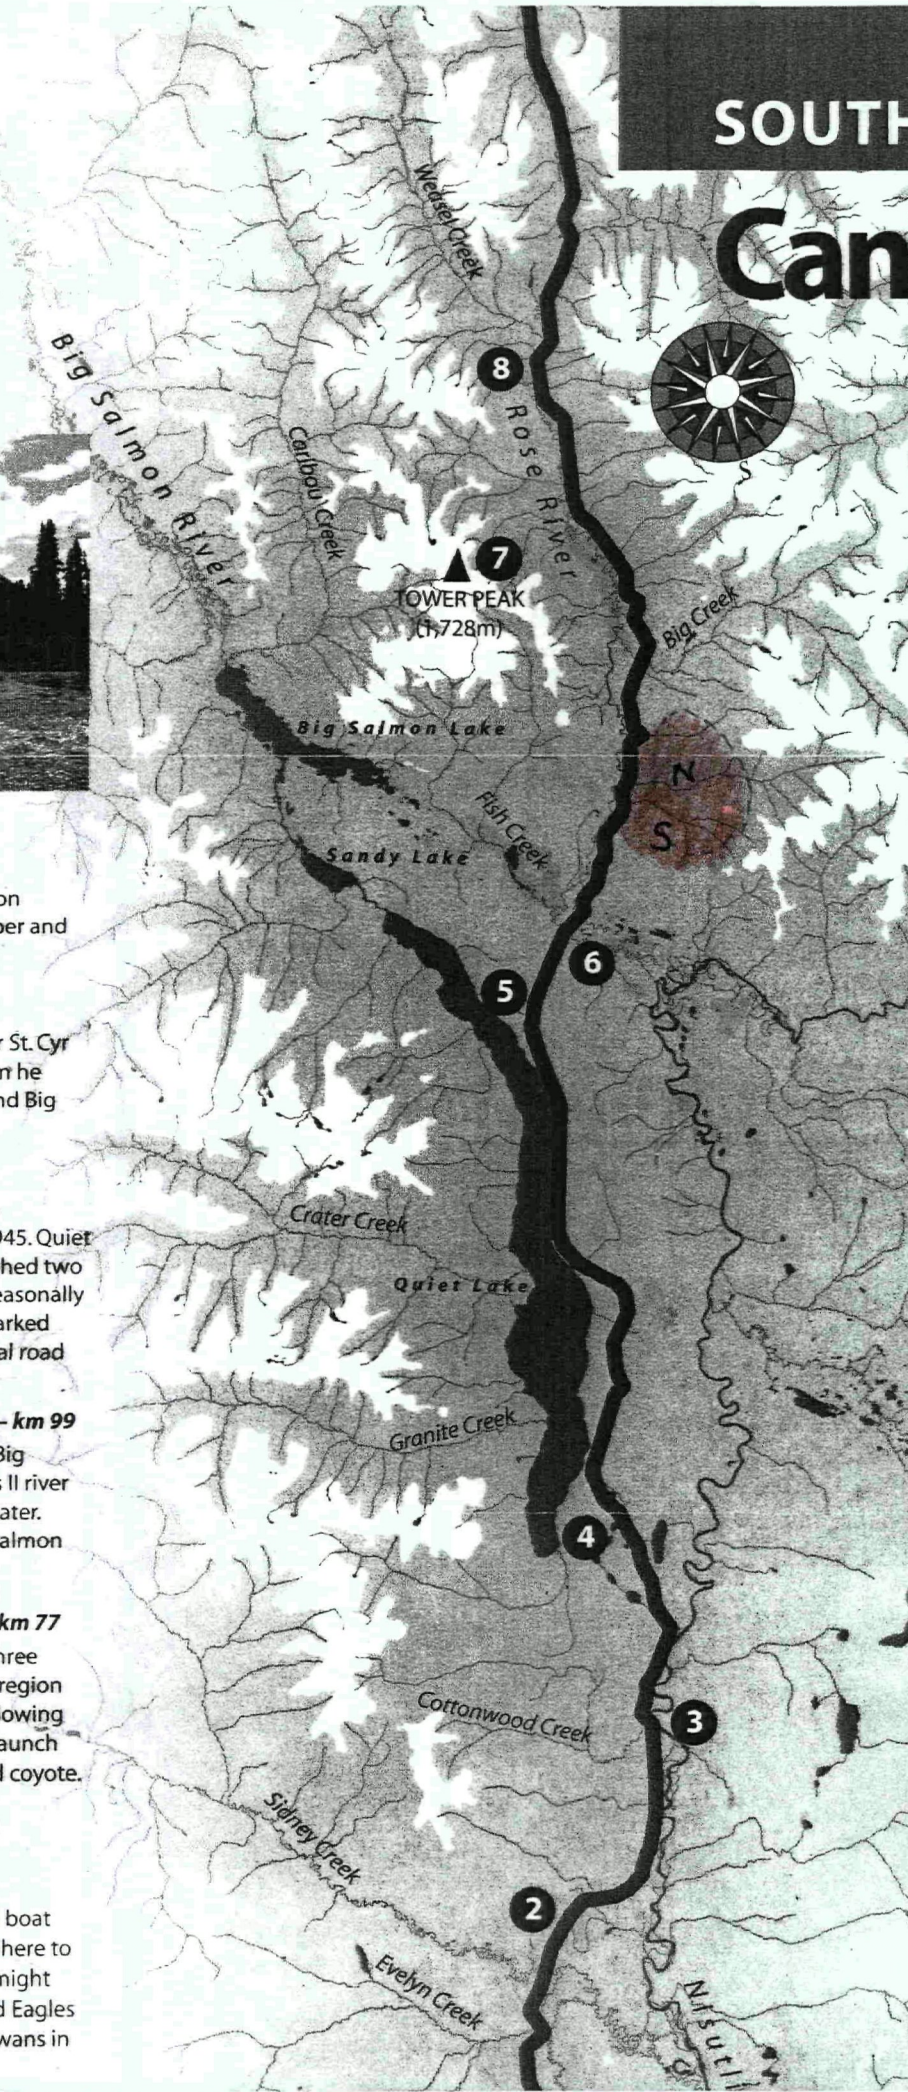 SOUTH
Can
S
Weasel Creek
Big Salmon River
8
Rose River
Caribou Creek
7
TOWER PEAK
(1,728m)
Big Creek
Big Salmon Lake
N
S
Fish Creek
Sandy Lake
on
per and
6
5
r St. Cyr
m he
nd Big
Crater Creek
945. Quiet
ched two
easonally
arked
al road
Quiet Lake
– km 99
Big
s II river
ater.
almon
Granite Creek
4
km 77
hree
region
owing
aunch
d coyote.
Cottonwood Creek
3
Sidney Creek
2
boat
here to
might
d Eagles
wans in
Evelyn Creek
Nisutli